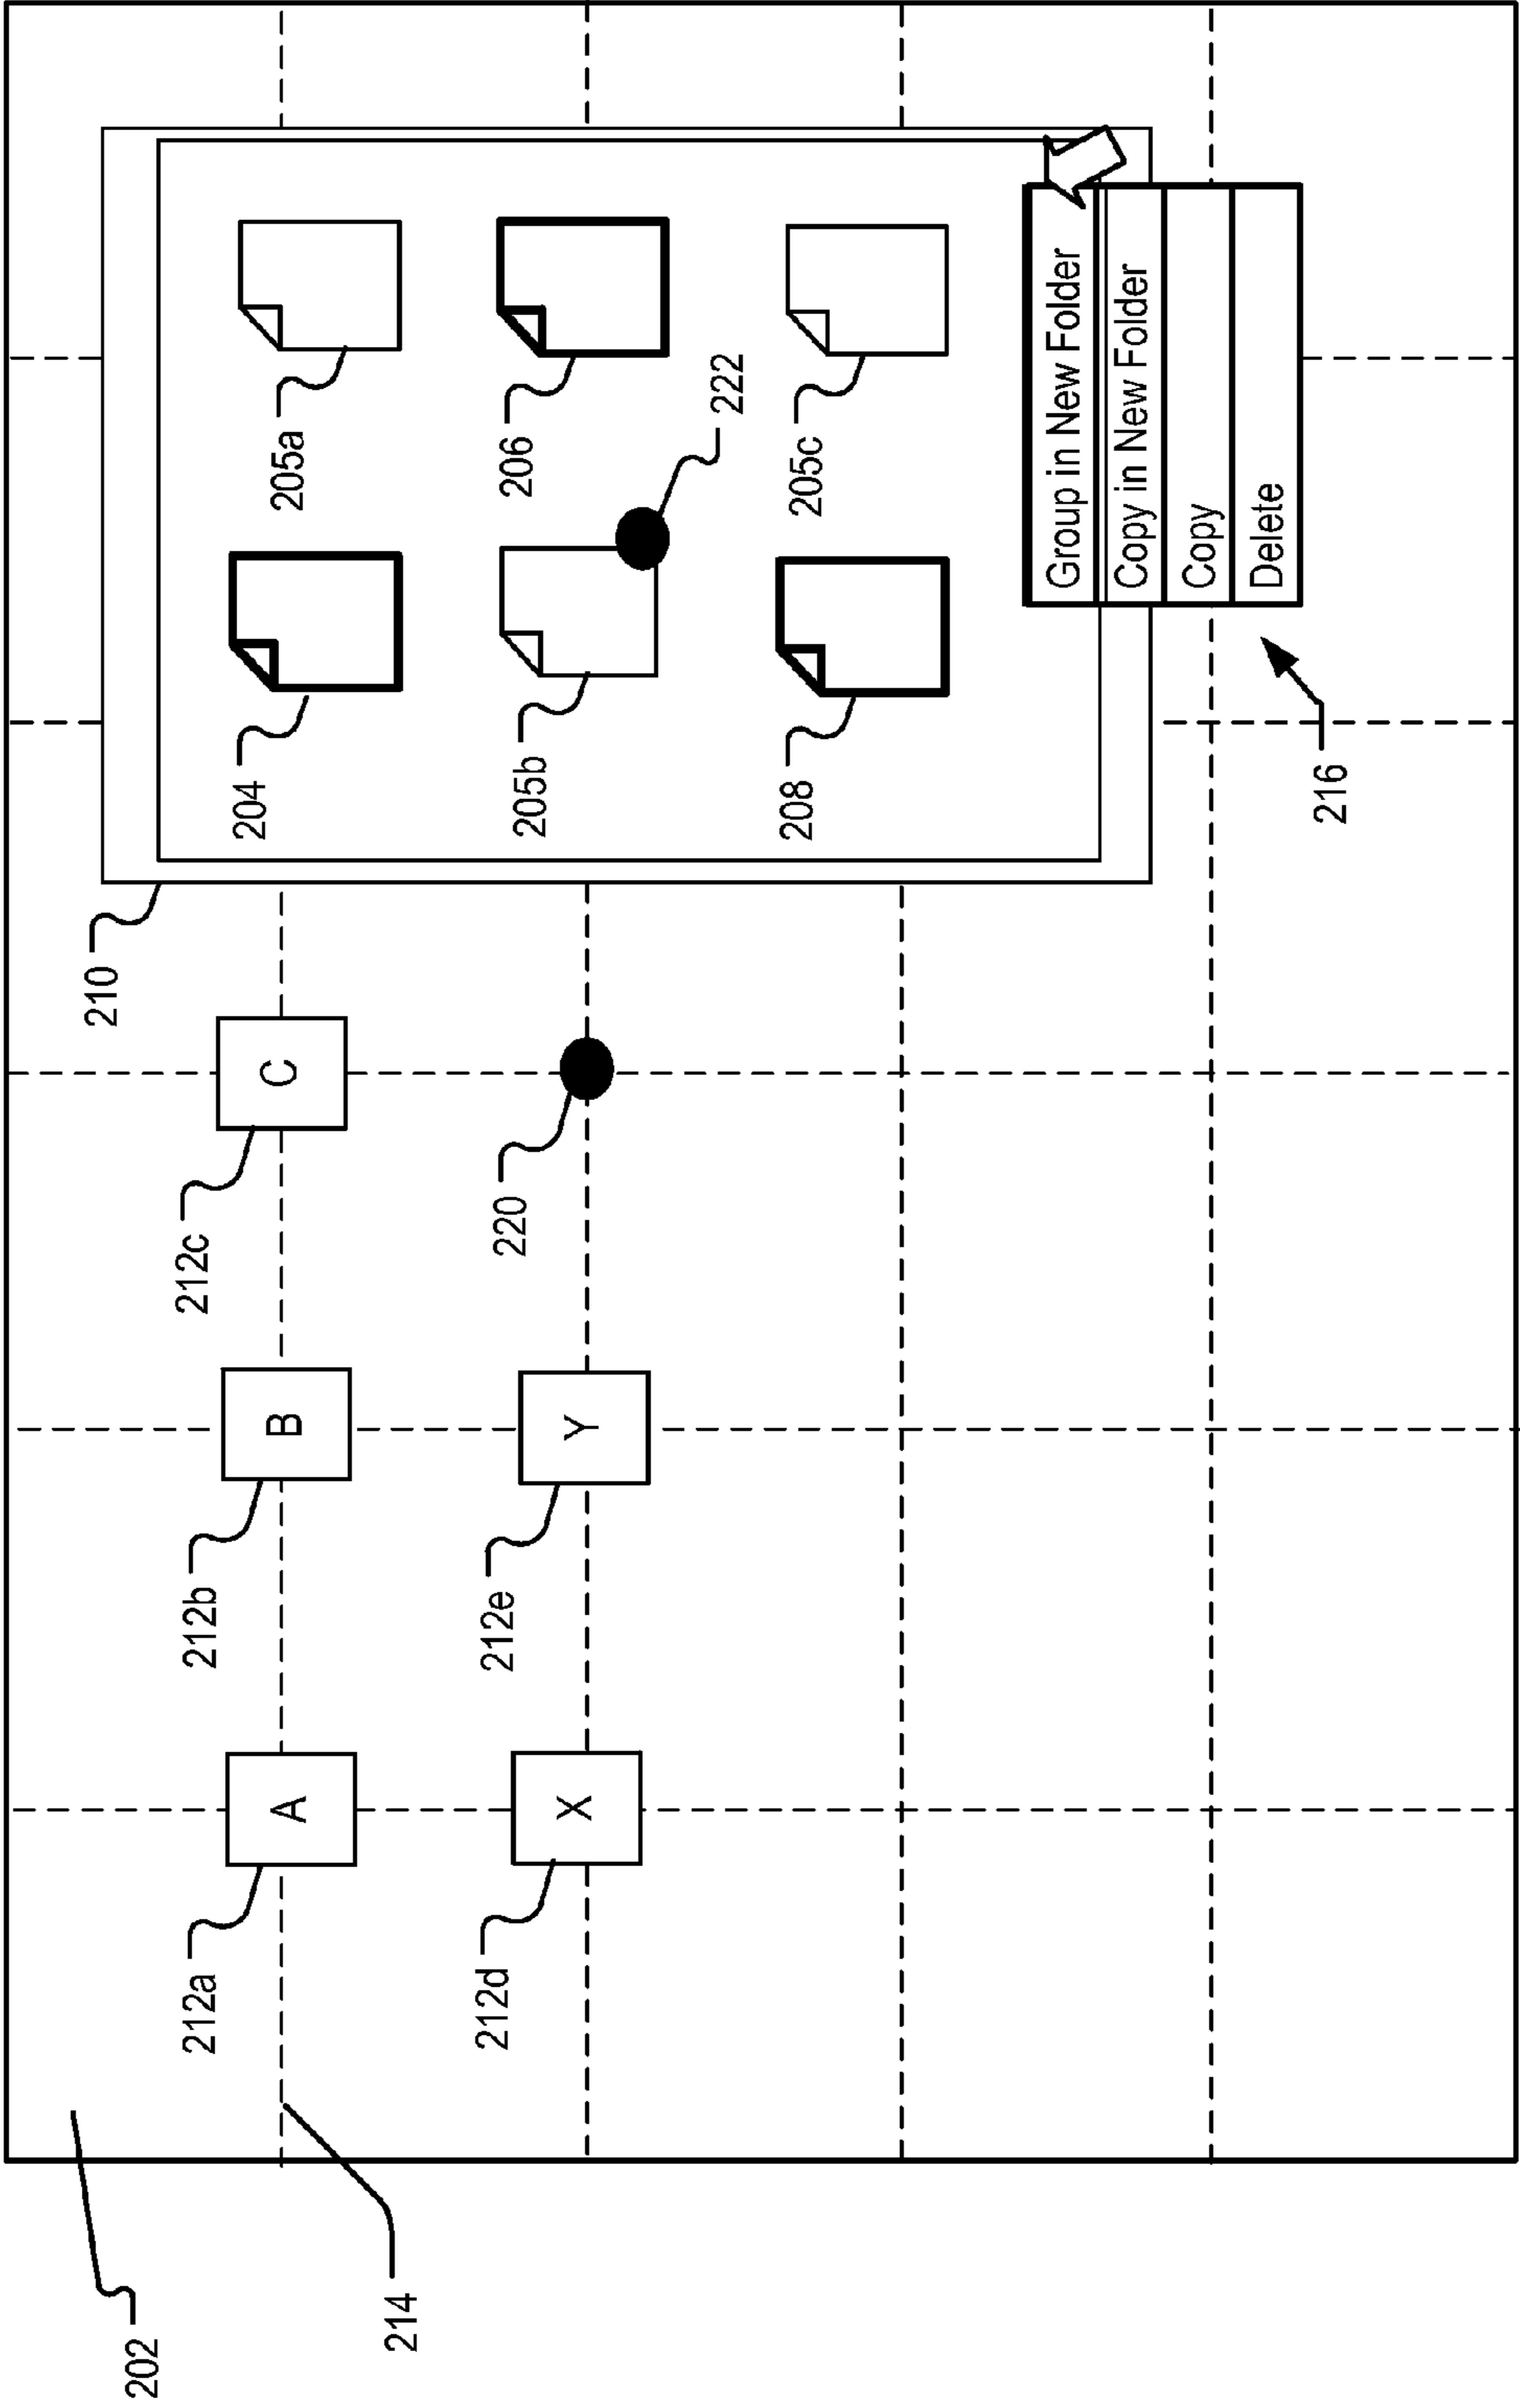 202
214
212a
A
212b
B
212c
C
210
204
205a
212d
X
212e
Y
220
205b
206
222
208
205c
Group in New Folder
Copy in New Folder
Copy
Delete
216